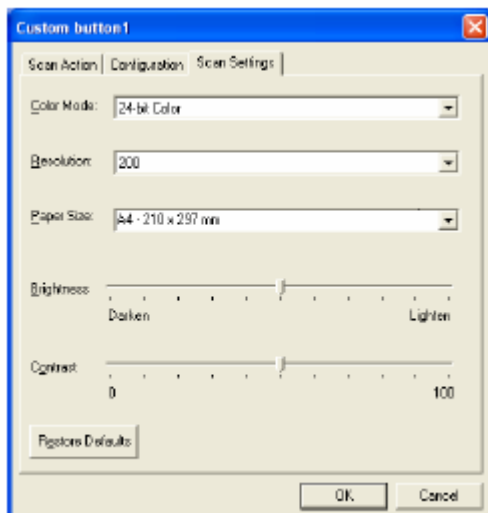 Custom button1
Scan Action Configuration Scan Settings
Color Mode: 24-bit Color
Resolution: 200
Paper Size: A4 - 210 x 297 mm
Brightness
Darken Lighten
Contrast
0 100
Restore Defaults
OK Cancel